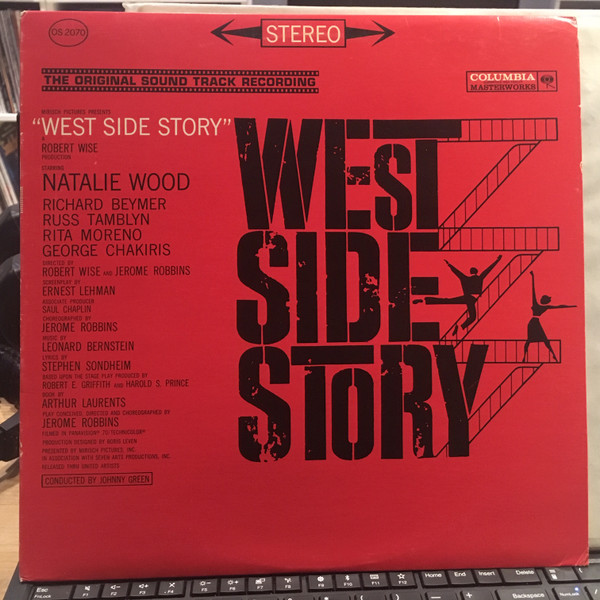 OS 2070
STEREO
THE ORIGINAL SOUND TRACK RECORDING
COLUMBIA
MASTERWORKS
MIRISCH PICTURES PRESENTS
"WEST SIDE STORY"
A
ROBERT WISE
PRODUCTION
STARRING
NATALIE WOOD
RICHARD BEYMER
RUSS TAMBLYN
RITA MORENO
GEORGE CHAKIRIS
DIRECTED BY
ROBERT WISE AND JEROME ROBBINS
SCREENPLAY BY
ERNEST LEHMAN
ASSOCIATE PRODUCER
SAUL CHAPLIN
CHOREOGRAPHED BY
JEROME ROBBINS
MUSIC BY
LEONARD BERNSTEIN
LYRICS BY
STEPHEN SONDHEIM
BASED UPON THE STAGE PLAY PRODUCED BY
ROBERT E. GRIFFITH AND HAROLD S. PRINCE
BOOK BY
ARTHUR LAURENTS
PLAY CONCEIVED, DIRECTED AND CHOREOGRAPHED BY
JEROME ROBBINS
FILMED IN PANAVISION® 70 TECHNICOLOR®
PRODUCTION DESIGNED BY BORIS LEVEN
PRESENTED BY MIRISCH PICTURES, INC.
IN ASSOCIATION WITH SEVEN ARTS PRODUCTIONS, INC.
RELEASED THRU UNITED ARTISTS
CONDUCTED BY JOHNNY GREEN
WEST
SIDE
STORY
Esc
FnLock
F1
F2
F3
F4
Home
End
Insert
Delete
Backspace